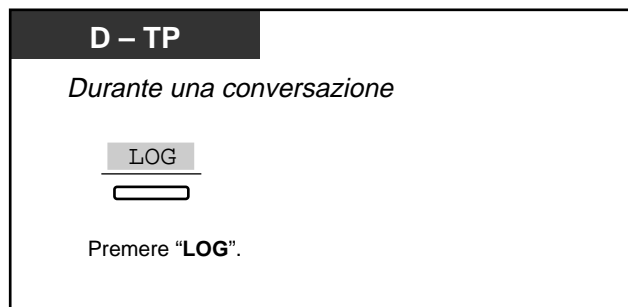 D – TP
Durante una conversazione
LOG
Premere “LOG”.